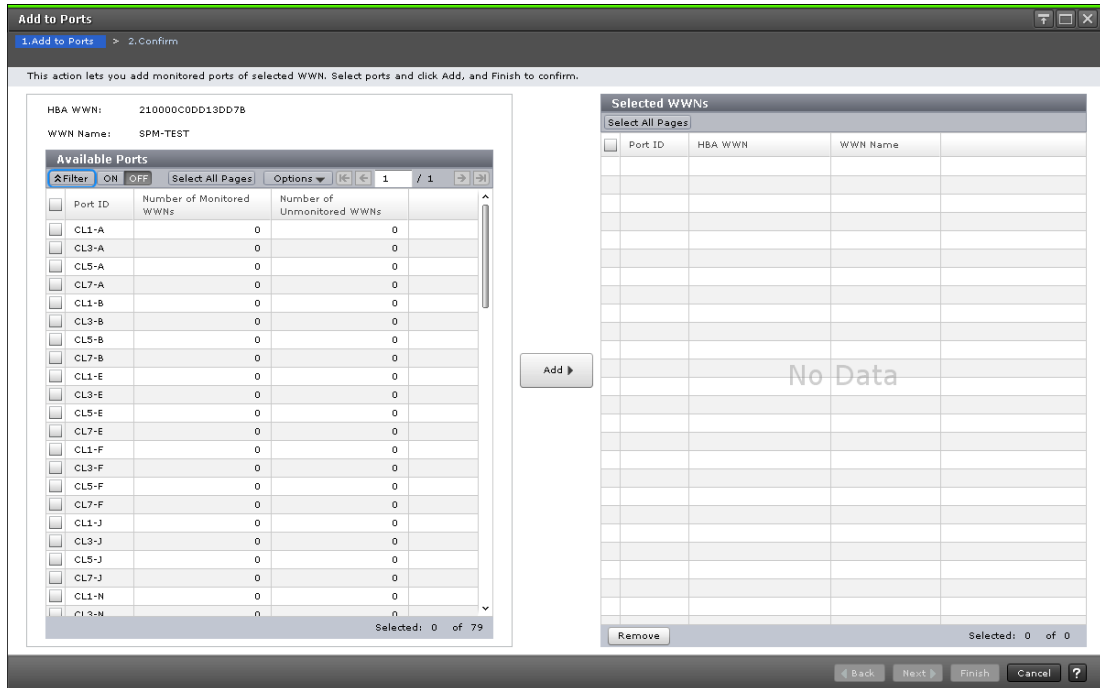 Add to Ports
1.Add to Ports > 2.Confirm
This action lets you add monitored ports of selected WWN. Select ports and click Add, and Finish to confirm.
HBA WWN: 210000C0DD13DD7B
WWN Name: SPM-TEST
Available Ports
Filter ON OFF Select All Pages Options 1 / 1
Port ID Number of Monitored WWNs Number of Unmonitored WWNs
CL1-A 0 0
CL3-A 0 0
CL5-A 0 0
CL7-A 0 0
CL1-B 0 0
CL3-B 0 0
CL5-B 0 0
CL7-B 0 0
CL1-E 0 0
CL3-E 0 0
CL5-E 0 0
CL7-E 0 0
CL1-F 0 0
CL3-F 0 0
CL5-F 0 0
CL7-F 0 0
CL1-J 0 0
CL3-J 0 0
CL5-J 0 0
CL7-J 0 0
CL1-N 0 0
CL3-N 0 0
Selected: 0 of 79
Add
Selected WWNs
Select All Pages
Port ID HBA WWN WWN Name
No Data
Remove Selected: 0 of 0
Back Next Finish Cancel ?